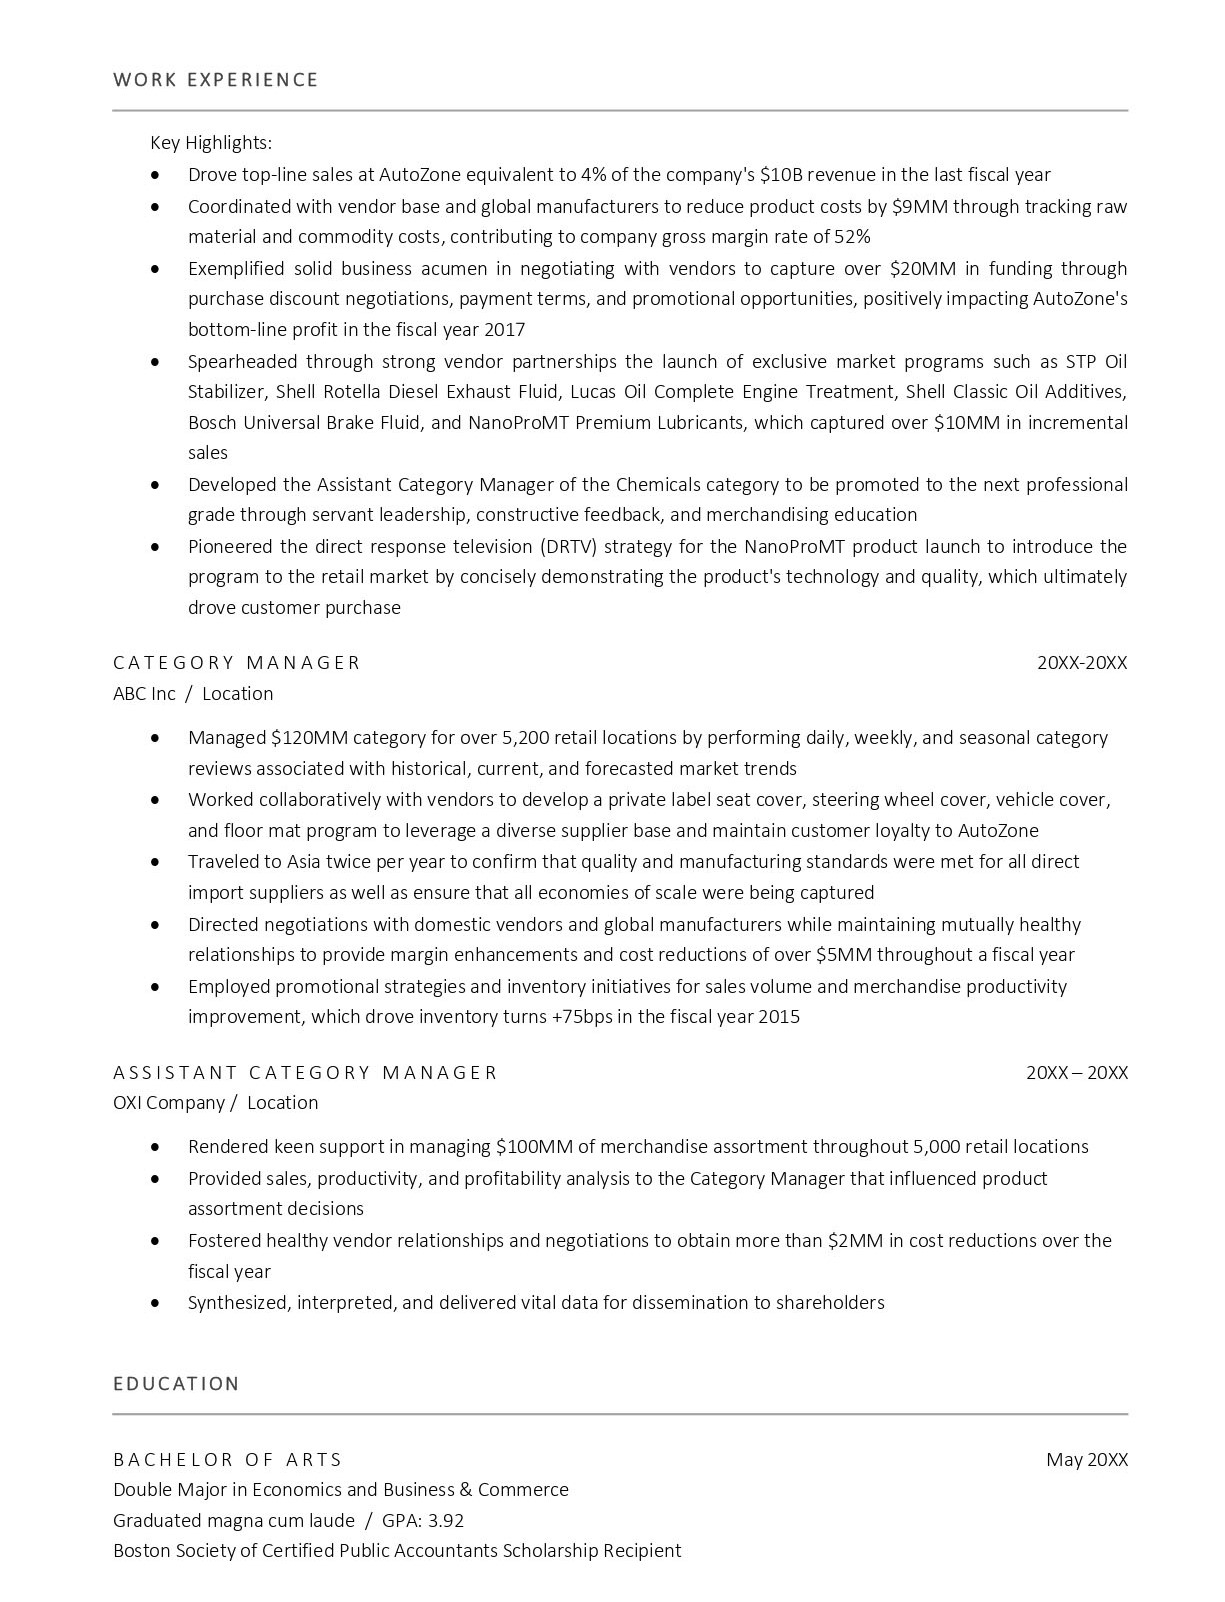 WORK EXPERIENCE
Key Highlights:
• Drove top-line sales at AutoZone equivalent to 4% of the company's $10B revenue in the last fiscal year
• Coordinated with vendor base and global manufacturers to reduce product costs by $9MM through tracking raw
material and commodity costs, contributing to company gross margin rate of 52%
• Exemplified solid business acumen in negotiating with vendors to capture over $20MM in funding through
purchase discount negotiations, payment terms, and promotional opportunities, positively impacting AutoZone's
bottom-line profit in the fiscal year 2017
• Spearheaded through strong vendor partnerships the launch of exclusive market programs such as STP Oil
Stabilizer, Shell Rotella Diesel Exhaust Fluid, Lucas Oil Complete Engine Treatment, Shell Classic Oil Additives,
Bosch Universal Brake Fluid, and NanoProMT Premium Lubricants, which captured over $10MM in incremental
sales
• Developed the Assistant Category Manager of the Chemicals category to be promoted to the next professional
grade through servant leadership, constructive feedback, and merchandising education
• Pioneered the direct response television (DRTV) strategy for the NanoProMT product launch to introduce the
program to the retail market by concisely demonstrating the product's technology and quality, which ultimately
drove customer purchase
CATEGORY MANAGER 20XX-20XX
ABC Inc / Location
• Managed $120MM category for over 5,200 retail locations by performing daily, weekly, and seasonal category
reviews associated with historical, current, and forecasted market trends
• Worked collaboratively with vendors to develop a private label seat cover, steering wheel cover, vehicle cover,
and floor mat program to leverage a diverse supplier base and maintain customer loyalty to AutoZone
• Traveled to Asia twice per year to confirm that quality and manufacturing standards were met for all direct
import suppliers as well as ensure that all economies of scale were being captured
• Directed negotiations with domestic vendors and global manufacturers while maintaining mutually healthy
relationships to provide margin enhancements and cost reductions of over $5MM throughout a fiscal year
• Employed promotional strategies and inventory initiatives for sales volume and merchandise productivity
improvement, which drove inventory turns +75bps in the fiscal year 2015
ASSISTANT CATEGORY MANAGER 20XX – 20XX
OXI Company / Location
• Rendered keen support in managing $100MM of merchandise assortment throughout 5,000 retail locations
• Provided sales, productivity, and profitability analysis to the Category Manager that influenced product
assortment decisions
• Fostered healthy vendor relationships and negotiations to obtain more than $2MM in cost reductions over the
fiscal year
• Synthesized, interpreted, and delivered vital data for dissemination to shareholders
EDUCATION
BACHELOR OF ARTS May 20XX
Double Major in Economics and Business & Commerce
Graduated magna cum laude / GPA: 3.92
Boston Society of Certified Public Accountants Scholarship Recipient